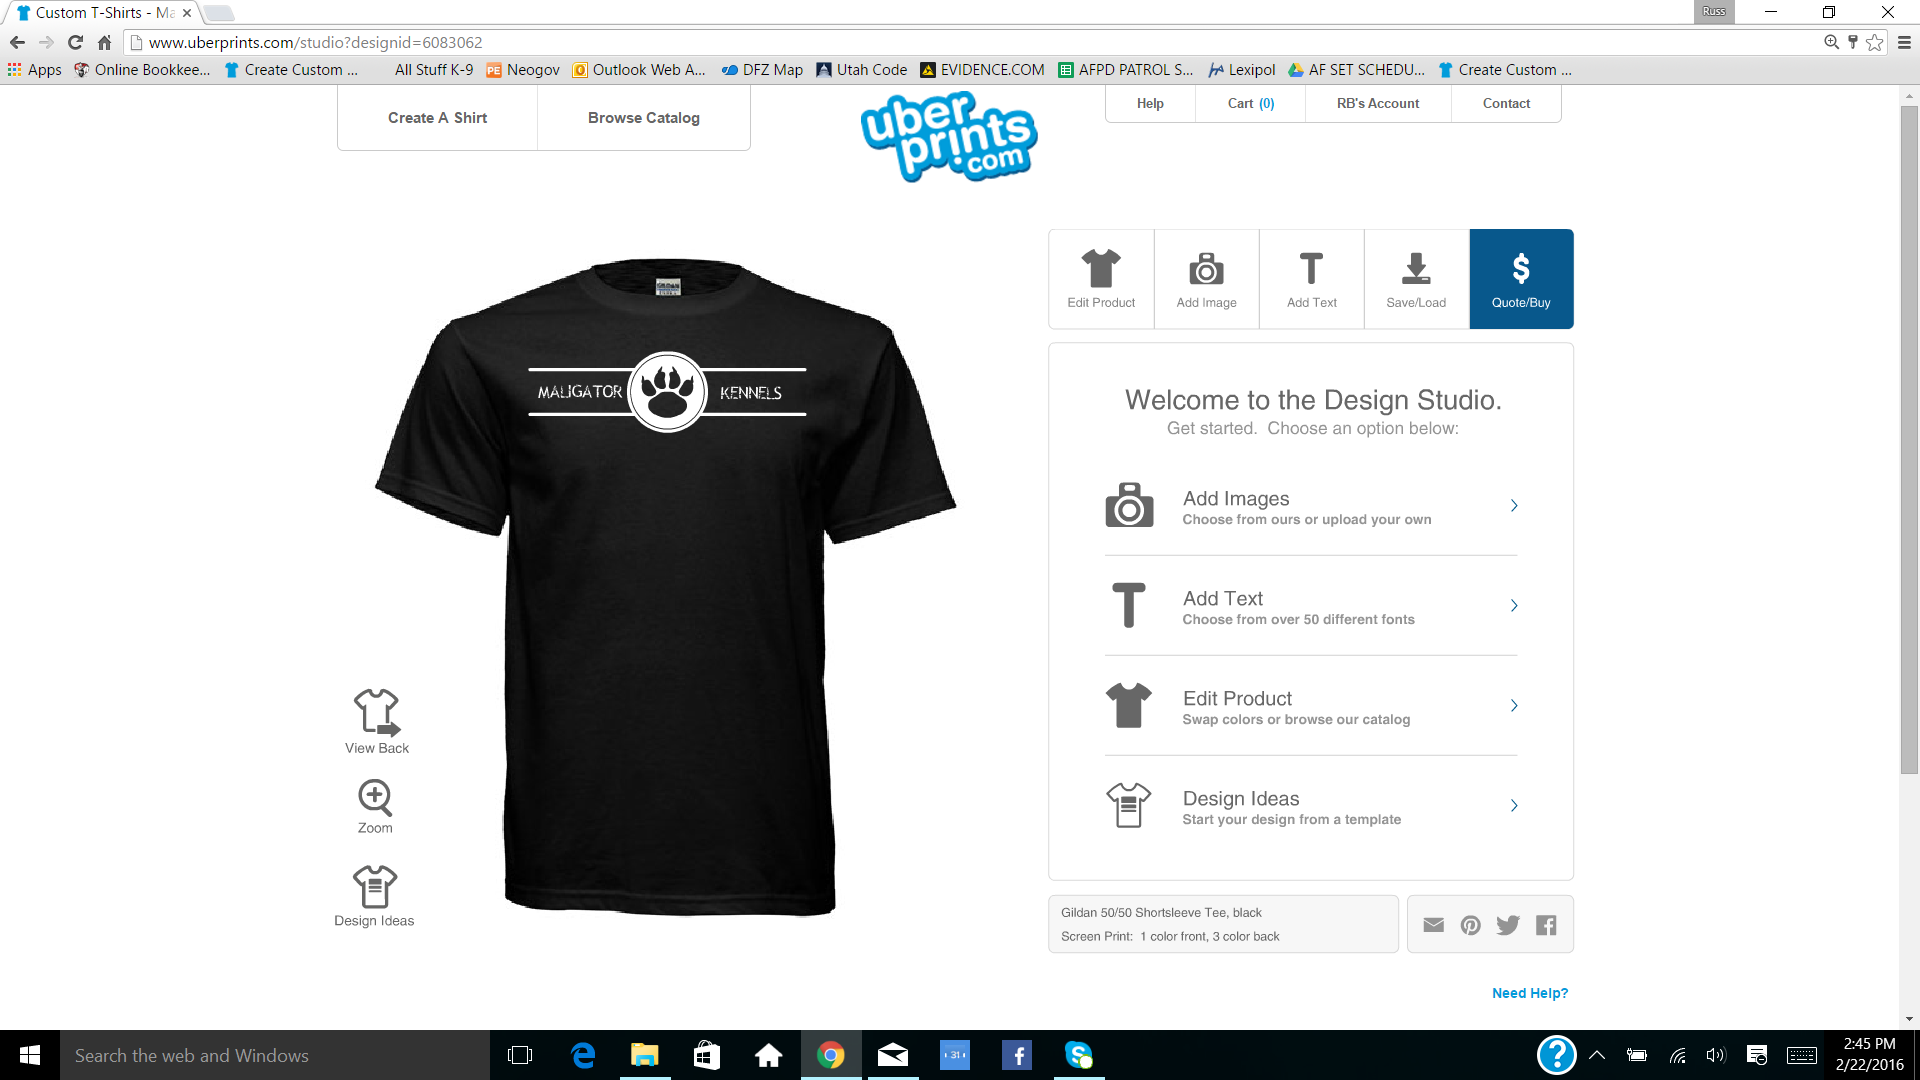 Custom T-Shirts - Ma
Russ
www.uberprints.com/studio?designid=6083062
Apps Online Bookkee... Create Custom ... All Stuff K-9 Neogov Outlook Web A... DFZ Map Utah Code EVIDENCE.COM AFPD PATROL S... Lexipol AF SET SCHEDU... Create Custom ...
Create A Shirt Browse Catalog
uber
prints
.com
Help Cart (0) RB's Account Contact
Edit Product Add Image Add Text Save/Load Quote/Buy
MALIGATOR KENNELS
Welcome to the Design Studio.
Get started. Choose an option below:
Add Images
Choose from ours or upload your own
Add Text
Choose from over 50 different fonts
Edit Product
Swap colors or browse our catalog
Design Ideas
Start your design from a template
View Back
Zoom
Design Ideas
Gildan 50/50 Shortsleeve Tee, black
Screen Print: 1 color front, 3 color back
Need Help?
Search the web and Windows
31
2:45 PM
2/22/2016